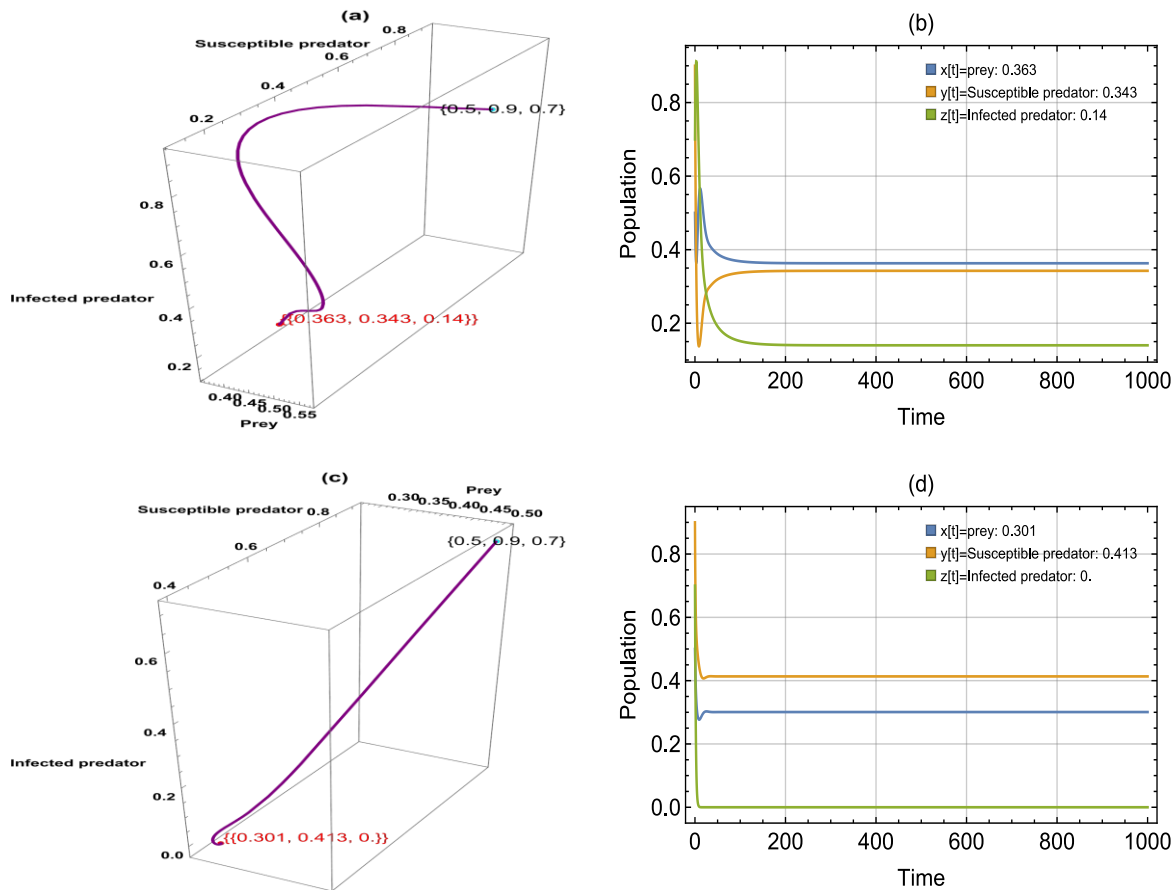 (a)
Susceptible predator
0.2
0.4
0.6
0.8
{0.5, 0.9, 0.7}
0.8
0.6
0.4
0.2
Infected predator
{{0.363, 0.343, 0.14}}
0.40
0.45
0.50
0.55
Prey
(b)
x[t]=prey: 0.363
y[t]=Susceptible predator: 0.343
z[t]=Infected predator: 0.14
Population
0.8
0.6
0.4
0.2
0
200
400
600
800
1000
Time
(c)
Prey
0.30
0.35
0.40
0.45
0.50
Susceptible predator
0.4
0.6
0.8
{0.5, 0.9, 0.7}
0.6
0.4
0.2
0.0
Infected predator
{{0.301, 0.413, 0.}}
(d)
x[t]=prey: 0.301
y[t]=Susceptible predator: 0.413
z[t]=Infected predator: 0.
Population
0.8
0.6
0.4
0.2
0.0
0
200
400
600
800
1000
Time